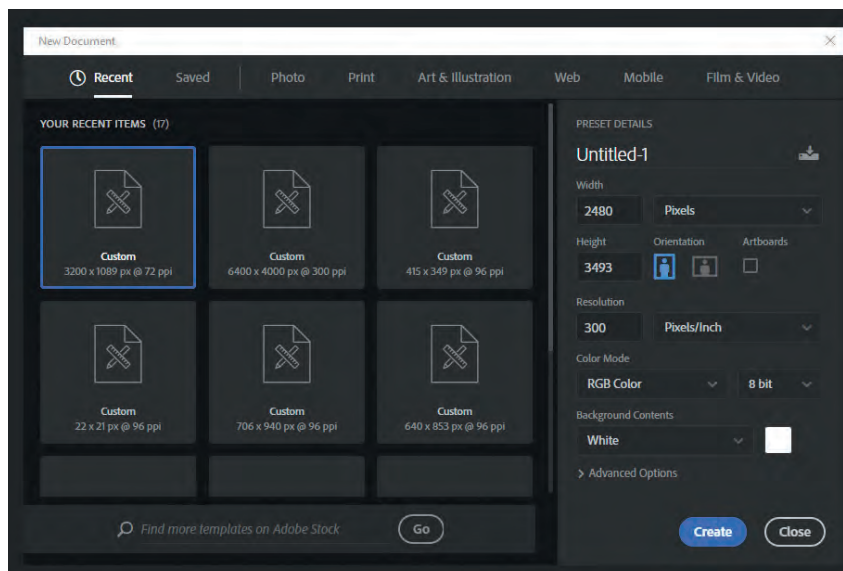 New Document
Recent Saved Photo Print Art & Illustration Web Mobile Film & Video
YOUR RECENT ITEMS (17)
Custom
3200 x 1089 px @ 72 ppi
Custom
6400 x 4000 px @ 300 ppi
Custom
415 x 349 px @ 96 ppi
Custom
22 x 21 px @ 96 ppi
Custom
706 x 940 px @ 96 ppi
Custom
640 x 853 px @ 96 ppi
Find more templates on Adobe Stock Go
PRESET DETAILS
Untitled-1
Width
2480 Pixels
Height Orientation Artboards
3493
Resolution
300 Pixels/Inch
Color Mode
RGB Color 8 bit
Background Contents
White
Advanced Options
Create Close